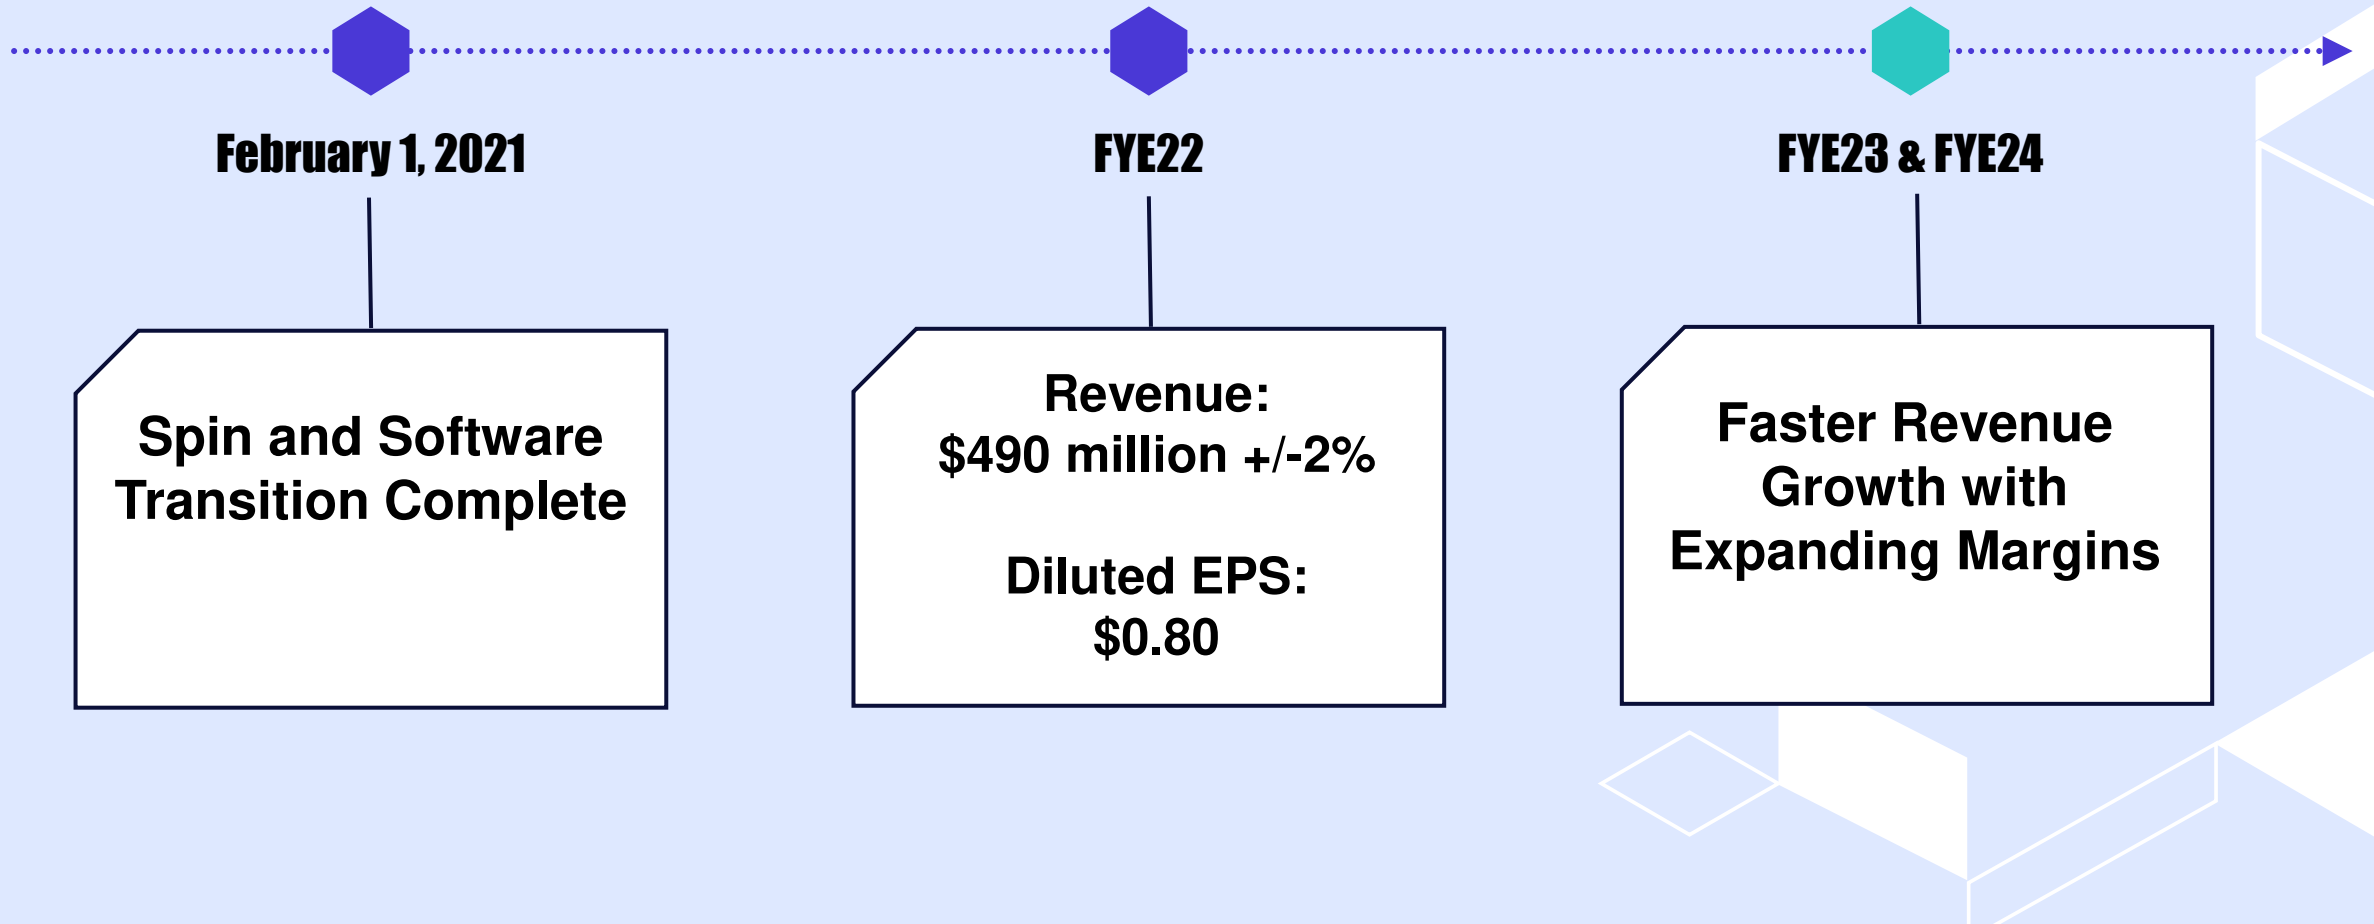 February 1, 2021
Spin and Software
Transition Complete
FYE22
Revenue:
$490 million +/-2%
Diluted EPS:
$0.80
FYE23 & FYE24
Faster Revenue
Growth with
Expanding Margins